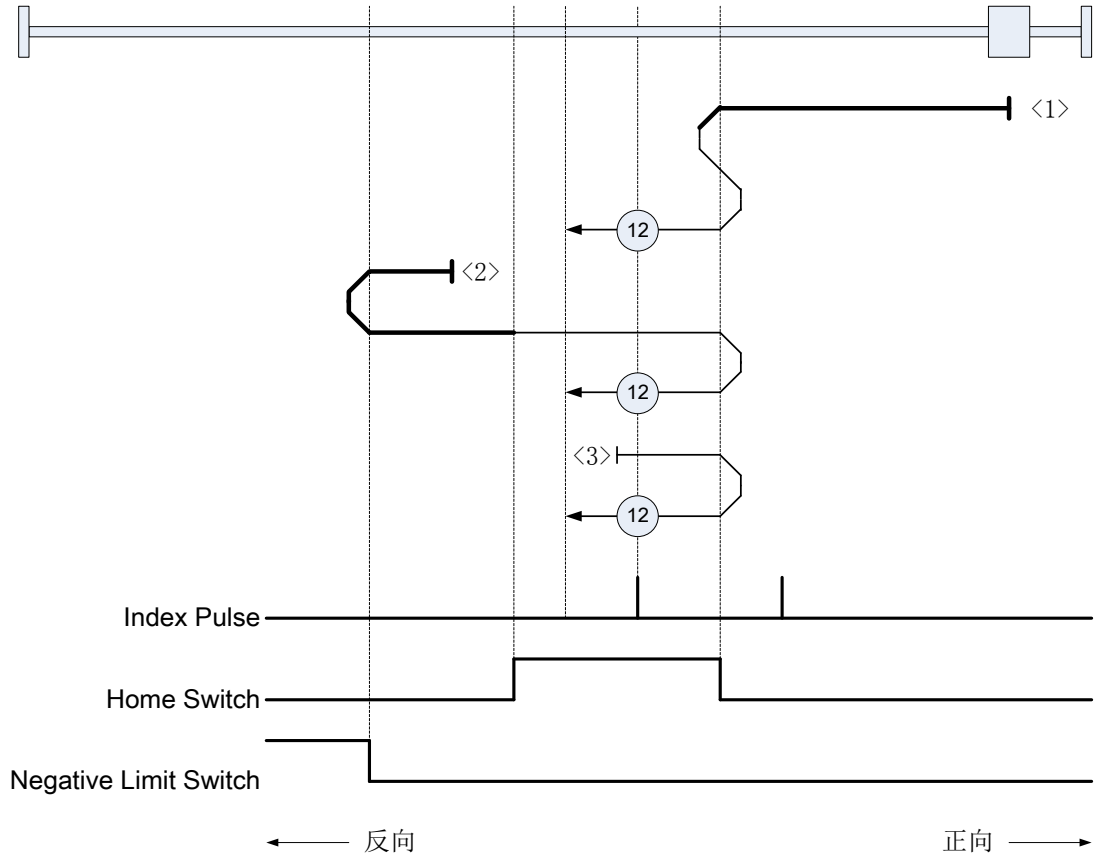 〈1〉
12
〈2〉
12
〈3〉
12
Index Pulse
Home Switch
Negative Limit Switch
反向
正向